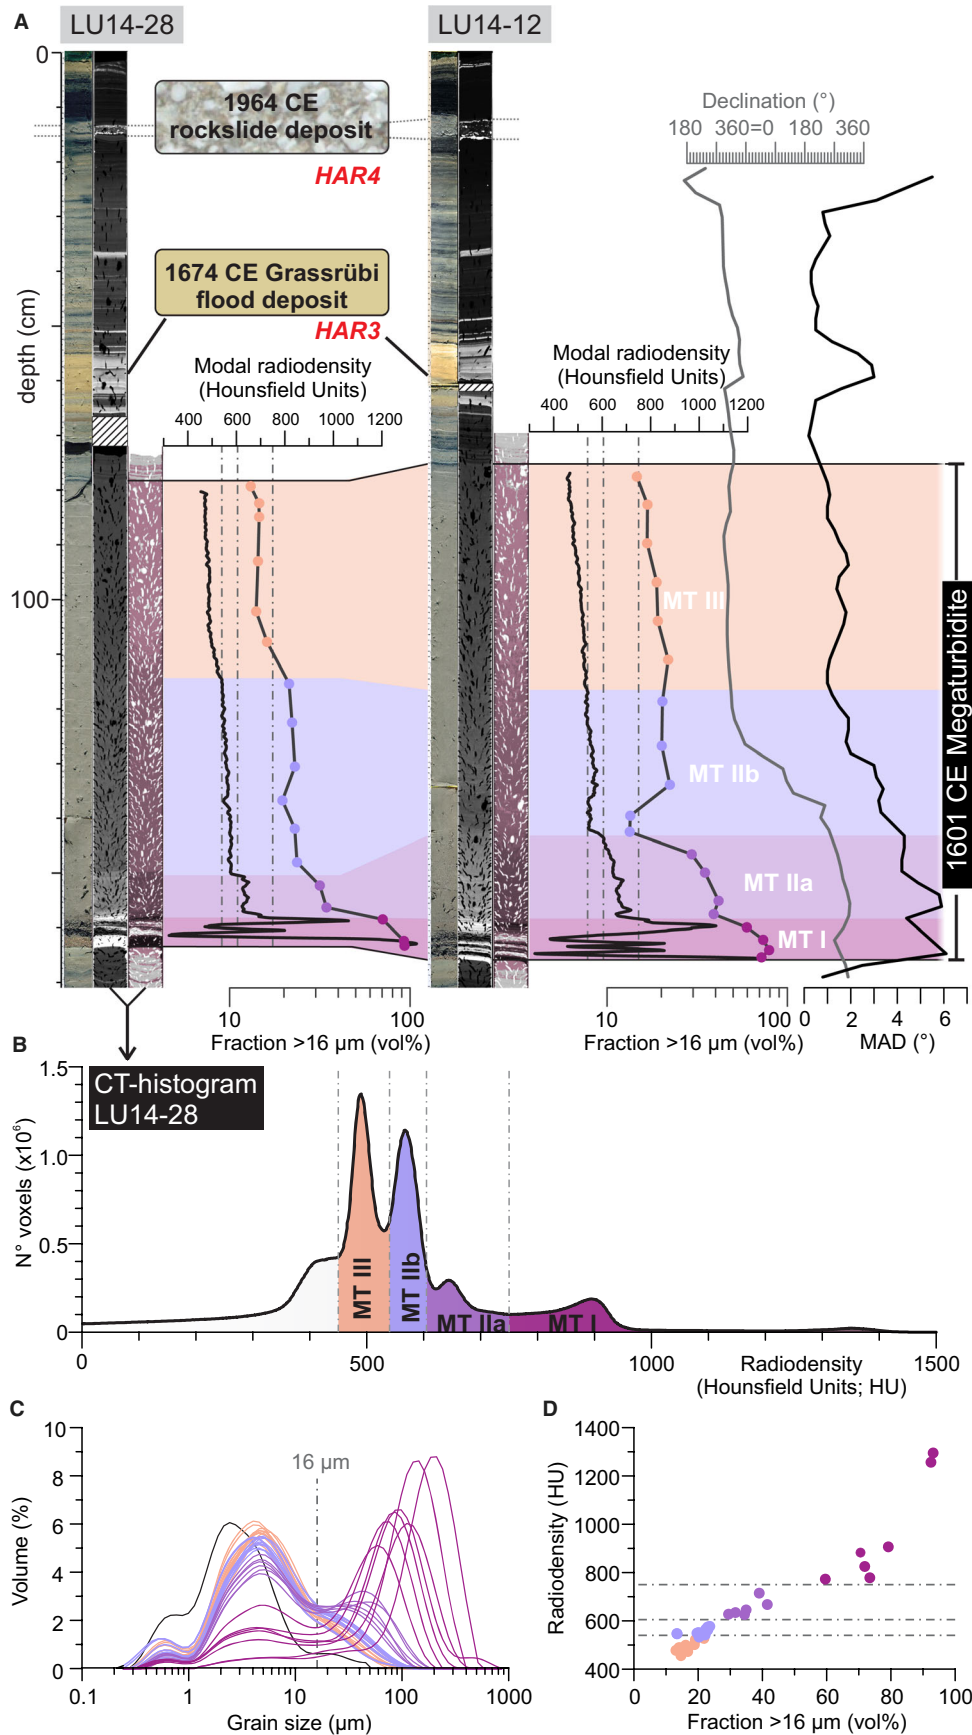 A
LU14-28
LU14-12
0
1964 CE
rockslide deposit
HAR4
1674 CE Grassrübi
flood deposit
HAR3
depth (cm)
100
Declination (°)
180 360=0 180 360
Modal radiodensity
(Hounsfield Units)
400 600 800 1000 1200
Modal radiodensity
(Hounsfield Units)
400 600 800 1000 1200
MT III
MT IIb
MT IIa
MT I
1601 CE Megaturbidite
10 100
Fraction >16 µm (vol%)
10 100
Fraction >16 µm (vol%)
0 2 4 6
MAD (°)
B
CT-histogram
LU14-28
N° voxels (x10⁶)
1.5
1.0
0.5
0
MT III
MT IIb
MT IIa
MT I
0 500 1000 1500
Radiodensity
(Hounsfield Units; HU)
C
Volume (%)
10
8
6
4
2
0
16 µm
0.1 1 10 100 1000
Grain size (µm)
D
Radiodensity (HU)
1400
1200
1000
800
600
400
0 20 40 60 80 100
Fraction >16 µm (vol%)